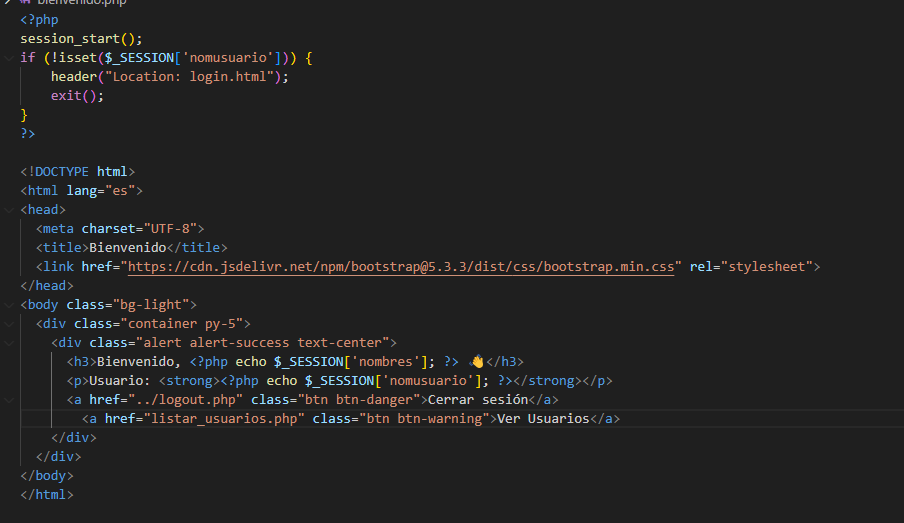 bienvenido.php
<?php
session_start();
if (!isset($_SESSION['nomusuario'])) {
    header("Location: login.html");
    exit();
}
?>

<!DOCTYPE html>
<html lang="es">
<head>
  <meta charset="UTF-8">
  <title>Bienvenido</title>
  <link href="https://cdn.jsdelivr.net/npm/bootstrap@5.3.3/dist/css/bootstrap.min.css" rel="stylesheet">
</head>
<body class="bg-light">
  <div class="container py-5">
    <div class="alert alert-success text-center">
      <h3>Bienvenido, <?php echo $_SESSION['nombres']; ?> 👋</h3>
      <p>Usuario: <strong><?php echo $_SESSION['nomusuario']; ?></strong></p>
      <a href="../logout.php" class="btn btn-danger">Cerrar sesión</a>
        <a href="listar_usuarios.php" class="btn btn-warning">Ver Usuarios</a>
    </div>
  </div>
</body>
</html>